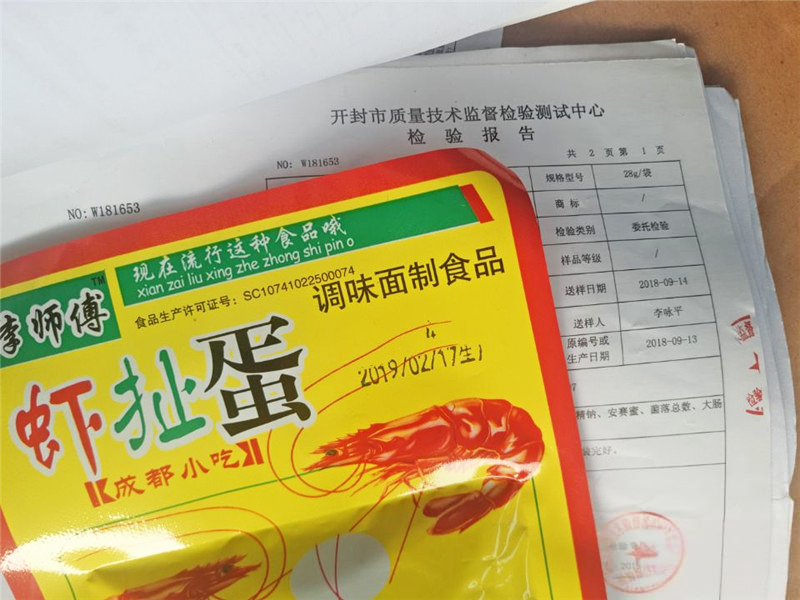 开封市质量技术监督检验测试中心
检验报告
共 2 页 第 1 页
NO: W181653
NO: W181653
规格型号 28g/袋
商标 /
检验类别 委托检验
样品等级 /
送样日期 2018-09-14
送样人 李咏平
原编号或
生产日期 2018-09-13
精钠、安赛蜜、菌落总数、大肠
完好。
李师傅TM
现在流行这种食品哦
xian zai liu xing zhe zhong shi pin o
食品生产许可证号：SC10741022500074
调味面制食品
2019/02/17生
虾扯蛋
成都小吃